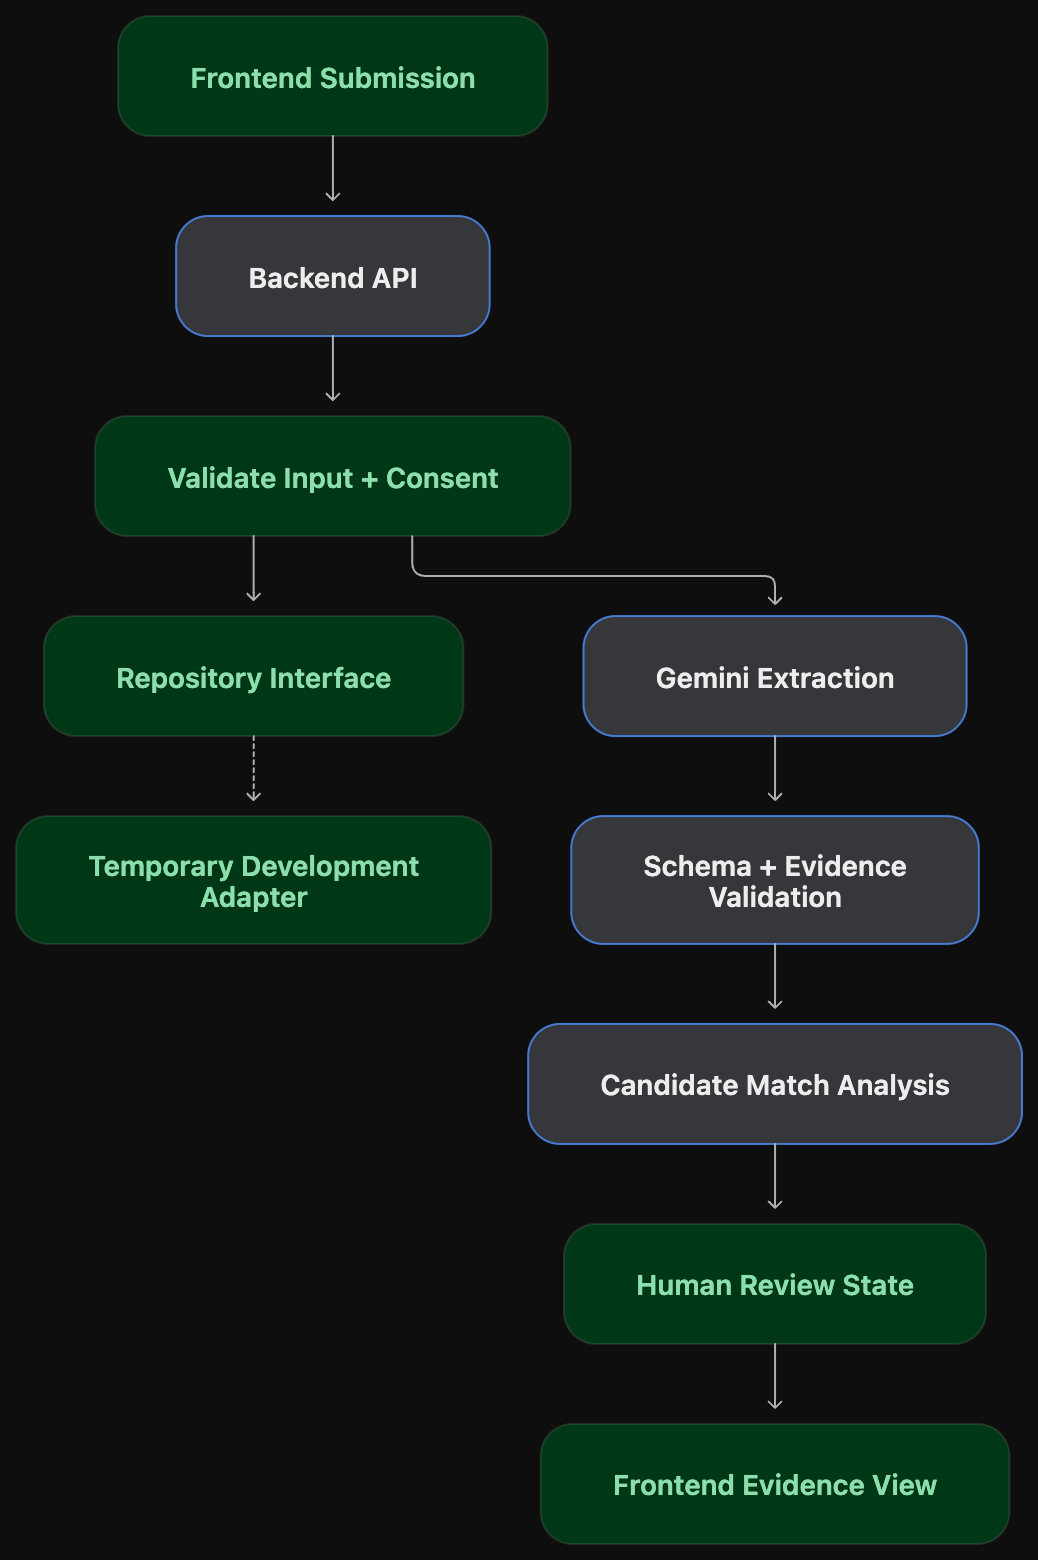 Frontend Submission
Backend API
Validate Input + Consent
Repository Interface
Gemini Extraction
Temporary Development
Adapter
Schema + Evidence
Validation
Candidate Match Analysis
Human Review State
Frontend Evidence View